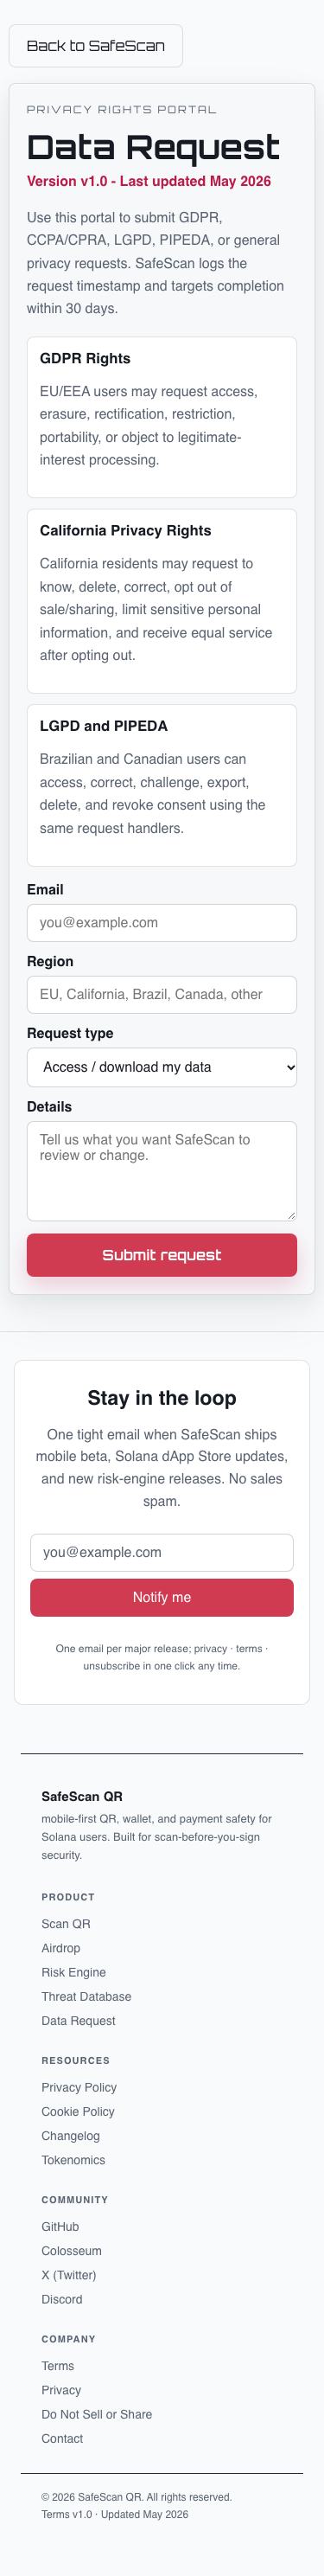 Back to SafeScan
PRIVACY RIGHTS PORTAL
Data Request
Version v1.0 - Last updated May 2026
Use this portal to submit GDPR,
CCPA/CPRA, LGPD, PIPEDA, or general
privacy requests. SafeScan logs the
request timestamp and targets completion
within 30 days.
GDPR Rights
EU/EEA users may request access,
erasure, rectification, restriction,
portability, or object to legitimate-
interest processing.
California Privacy Rights
California residents may request to
know, delete, correct, opt out of
sale/sharing, limit sensitive personal
information, and receive equal service
after opting out.
LGPD and PIPEDA
Brazilian and Canadian users can
access, correct, challenge, export,
delete, and revoke consent using the
same request handlers.
Email
you@example.com
Region
EU, California, Brazil, Canada, other
Request type
Access / download my data
Details
Tell us what you want SafeScan to
review or change.
Submit request
Stay in the loop
One tight email when SafeScan ships
mobile beta, Solana dApp Store updates,
and new risk-engine releases. No sales
spam.
you@example.com
Notify me
One email per major release; privacy · terms ·
unsubscribe in one click any time.
SafeScan QR
mobile-first QR, wallet, and payment safety for
Solana users. Built for scan-before-you-sign
security.
PRODUCT
Scan QR
Airdrop
Risk Engine
Threat Database
Data Request
RESOURCES
Privacy Policy
Cookie Policy
Changelog
Tokenomics
COMMUNITY
GitHub
Colosseum
X (Twitter)
Discord
COMPANY
Terms
Privacy
Do Not Sell or Share
Contact
© 2026 SafeScan QR. All rights reserved.
Terms v1.0 · Updated May 2026